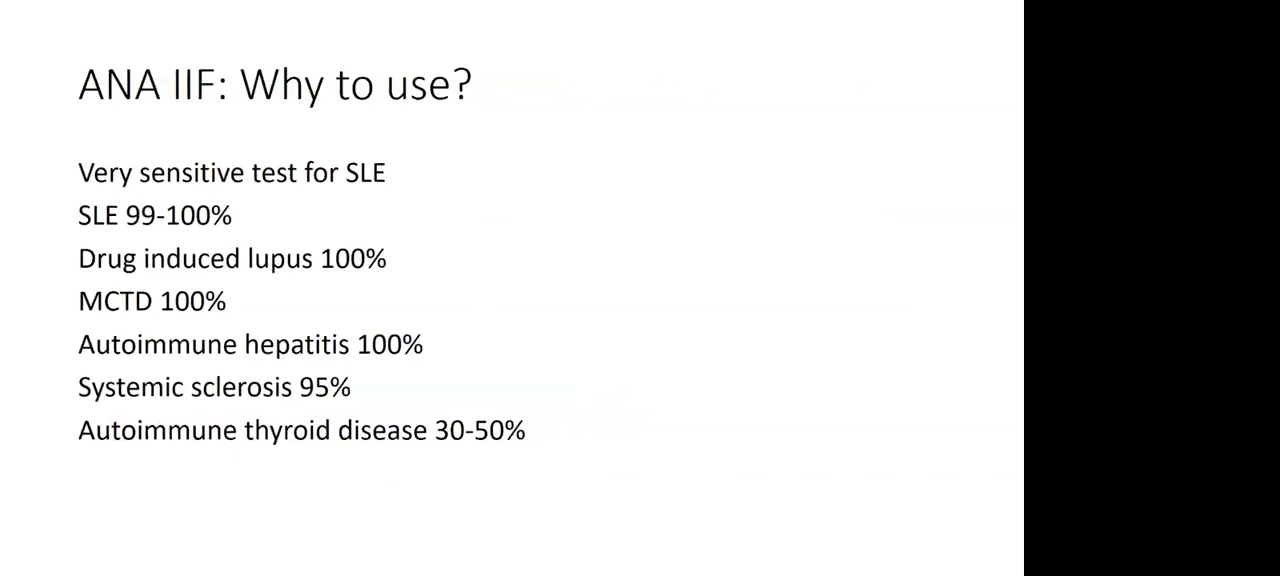 ANA IIF: Why to use?
Very sensitive test for SLE
SLE 99-100%
Drug induced lupus 100%
MCTD 100%
Autoimmune hepatitis 100%
Systemic sclerosis 95%
Autoimmune thyroid disease 30-50%